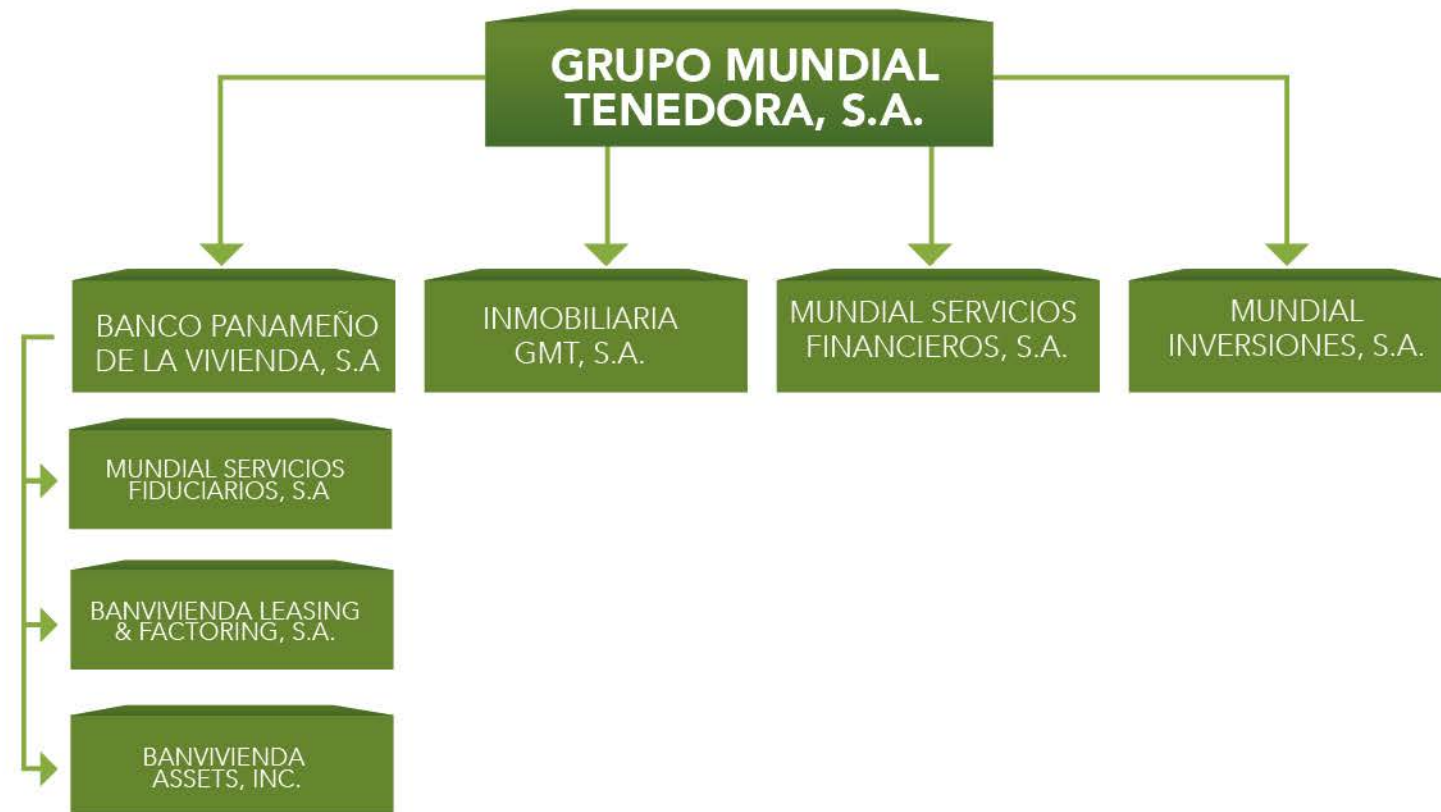 GRUPO MUNDIAL
TENEDORA, S.A.
BANCO PANAMEÑO
DE LA VIVIENDA, S.A
INMOBILIARIA
GMT, S.A.
MUNDIAL SERVICIOS
FINANCIEROS, S.A.
MUNDIAL
INVERSIONES, S.A.
MUNDIAL SERVICIOS
FIDUCIARIOS, S.A
BANVIVIENDA LEASING
& FACTORING, S.A.
BANVIVIENDA
ASSETS, INC.